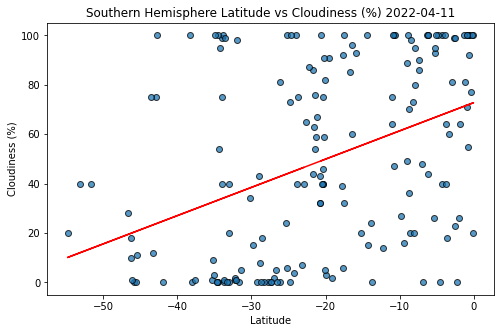 Southern Hemisphere Latitude vs Cloudiness (%) 2022-04-11
100
80
60
40
20
0
Cloudiness (%)
−50 −40 −30 −20 −10 0
Latitude